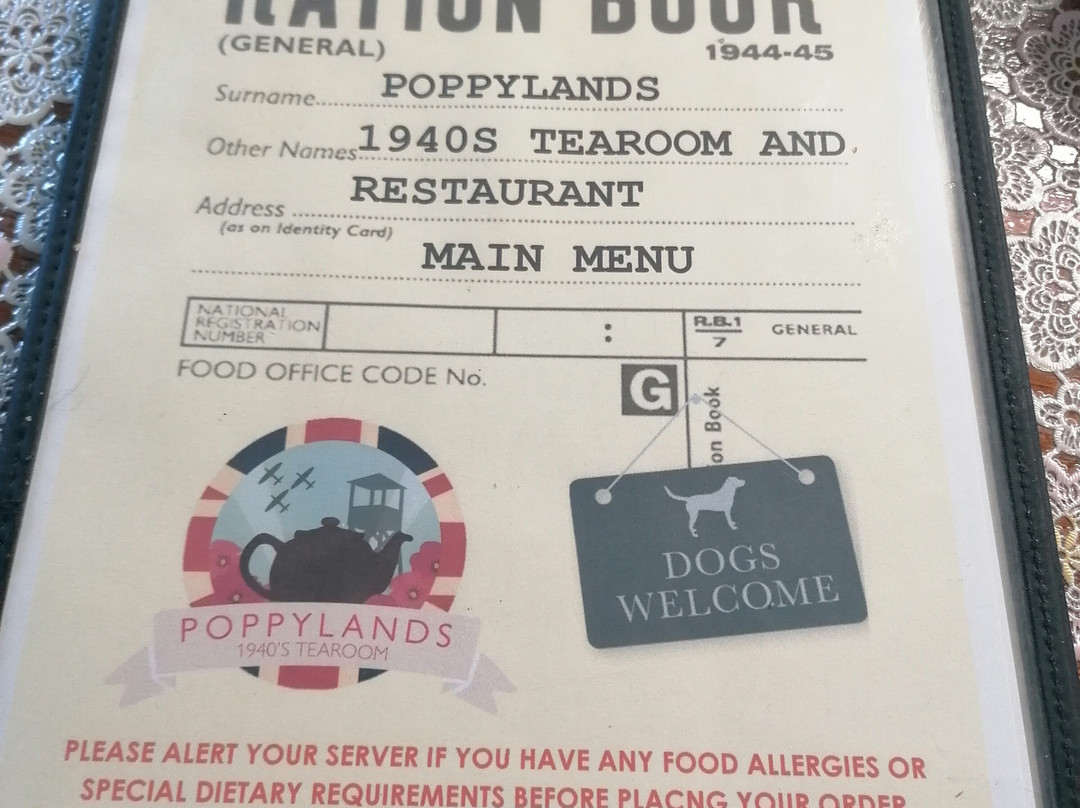 RATION BOOK
(GENERAL)
1944-45
Surname POPPYLANDS
Other Names 1940S TEAROOM AND
Address RESTAURANT
(as on Identity Card)
MAIN MENU
NATIONAL
REGISTRATION
NUMBER
:
R.B.1
7
GENERAL
FOOD OFFICE CODE No.
G
on Book
DOGS
WELCOME
POPPYLANDS
1940'S TEAROOM
PLEASE ALERT YOUR SERVER IF YOU HAVE ANY FOOD ALLERGIES OR
SPECIAL DIETARY REQUIREMENTS BEFORE PLACNG YOUR ORDER